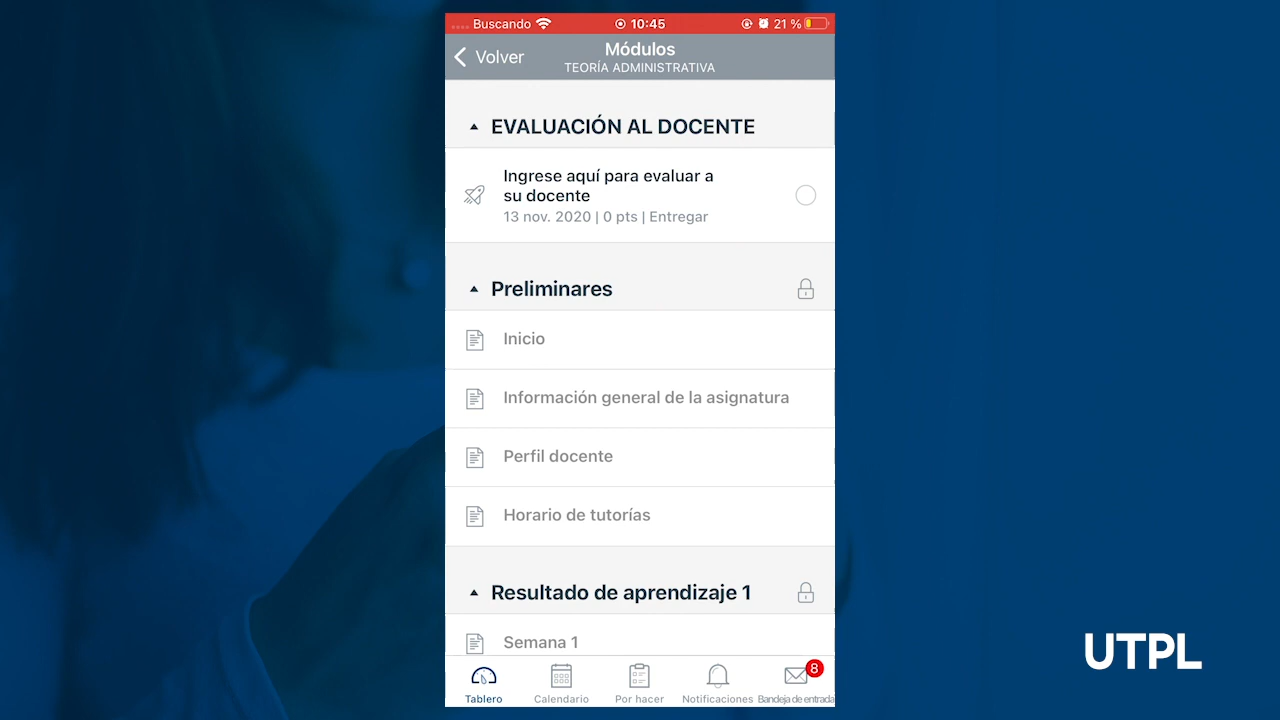 Buscando 10:45 21 %
Volver
Módulos
TEORÍA ADMINISTRATIVA
EVALUACIÓN AL DOCENTE
Ingrese aquí para evaluar a
su docente
13 nov. 2020 | 0 pts | Entregar
Preliminares
Inicio
Información general de la asignatura
Perfil docente
Horario de tutorías
Resultado de aprendizaje 1
Semana 1
8
Tablero Calendario Por hacer Notificaciones Bandeja de entrada
UTPL